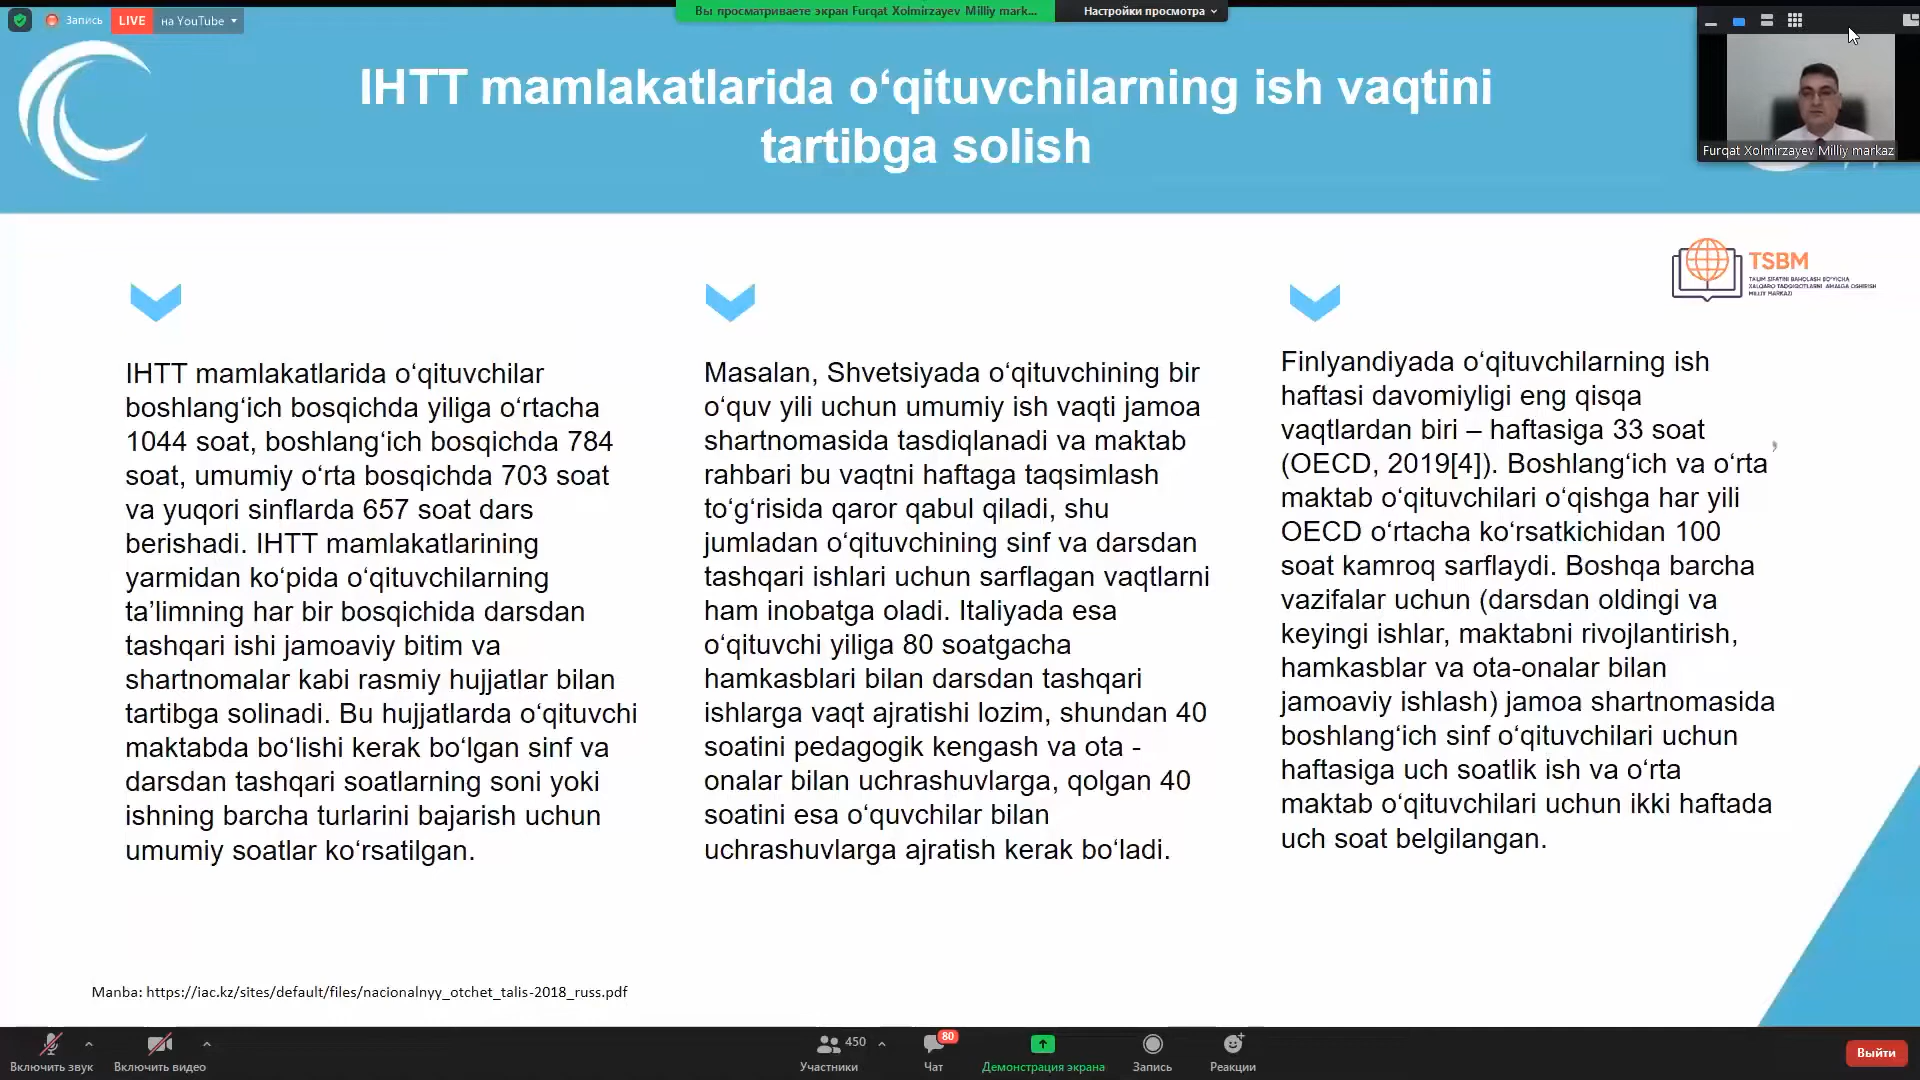 Запись
LIVE
на YouTube
Вы просматриваете экран Furqat Xolmirzayev Milliy mark...
Настройки просмотра
Furqat Xolmirzayev Milliy markaz
IHTT mamlakatlarida o‘qituvchilarning ish vaqtini
tartibga solish
TSBM
TA'LIM SIFATINI BAHOLASH BO'YICHA
XALQARO TADQIQOTLARNI AMALGA OSHIRISH
MILLIY MARKAZI
IHTT mamlakatlarida o‘qituvchilar
boshlang‘ich bosqichda yiliga o‘rtacha
1044 soat, boshlang‘ich bosqichda 784
soat, umumiy o‘rta bosqichda 703 soat
va yuqori sinflarda 657 soat dars
berishadi. IHTT mamlakatlarining
yarmidan ko‘pida o‘qituvchilarning
ta’limning har bir bosqichida darsdan
tashqari ishi jamoaviy bitim va
shartnomalar kabi rasmiy hujjatlar bilan
tartibga solinadi. Bu hujjatlarda o‘qituvchi
maktabda bo‘lishi kerak bo‘lgan sinf va
darsdan tashqari soatlarning soni yoki
ishning barcha turlarini bajarish uchun
umumiy soatlar ko‘rsatilgan.
Masalan, Shvetsiyada o‘qituvchining bir
o‘quv yili uchun umumiy ish vaqti jamoa
shartnomasida tasdiqlanadi va maktab
rahbari bu vaqtni haftaga taqsimlash
to‘g‘risida qaror qabul qiladi, shu
jumladan o‘qituvchining sinf va darsdan
tashqari ishlari uchun sarflagan vaqtlarni
ham inobatga oladi. Italiyada esa
o‘qituvchi yiliga 80 soatgacha
hamkasblari bilan darsdan tashqari
ishlarga vaqt ajratishi lozim, shundan 40
soatini pedagogik kengash va ota -
onalar bilan uchrashuvlarga, qolgan 40
soatini esa o‘quvchilar bilan
uchrashuvlarga ajratish kerak bo‘ladi.
Finlyandiyada o‘qituvchilarning ish
haftasi davomiyligi eng qisqa
vaqtlardan biri – haftasiga 33 soat
(OECD, 2019[4]). Boshlang‘ich va o‘rta
maktab o‘qituvchilari o‘qishga har yili
OECD o‘rtacha ko‘rsatkichidan 100
soat kamroq sarflaydi. Boshqa barcha
vazifalar uchun (darsdan oldingi va
keyingi ishlar, maktabni rivojlantirish,
hamkasblar va ota-onalar bilan
jamoaviy ishlash) jamoa shartnomasida
boshlang‘ich sinf o‘qituvchilari uchun
haftasiga uch soatlik ish va o‘rta
maktab o‘qituvchilari uchun ikki haftada
uch soat belgilangan.
Manba: https://iac.kz/sites/default/files/nacionalnyy_otchet_talis-2018_russ.pdf
Включить звук
Включить видео
450
Участники
80
Чат
Демонстрация экрана
Запись
Реакции
Выйти